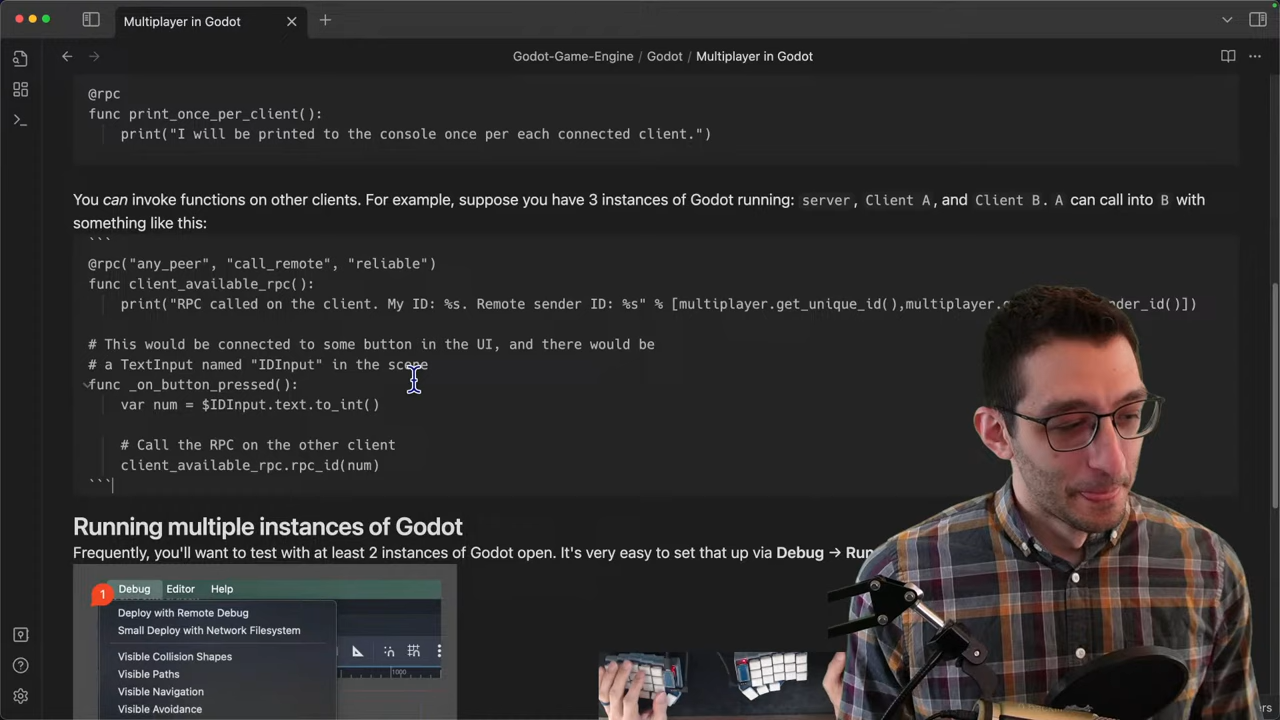 Multiplayer in Godot
Godot-Game-Engine / Godot / Multiplayer in Godot
@rpc
func print_once_per_client():
print("I will be printed to the console once per each connected client.")
You can invoke functions on other clients. For example, suppose you have 3 instances of Godot running: server, Client A, and Client B. A can call into B with
something like this:
```
@rpc("any_peer", "call_remote", "reliable")
func client_available_rpc():
print("RPC called on the client. My ID: %s. Remote sender ID: %s" % [multiplayer.get_unique_id(),multiplayer. nder_id()])
# This would be connected to some button in the UI, and there would be
# a TextInput named "IDInput" in the scene
func _on_button_pressed():
var num = $IDInput.text.to_int()
# Call the RPC on the other client
client_available_rpc.rpc_id(num)
```
Running multiple instances of Godot
Frequently, you'll want to test with at least 2 instances of Godot open. It's very easy to set that up via Debug → Run
1 Debug Editor Help
Deploy with Remote Debug
Small Deploy with Network Filesystem
Visible Collision Shapes
1000
Visible Paths
Visible Navigation
Visible Avoidance